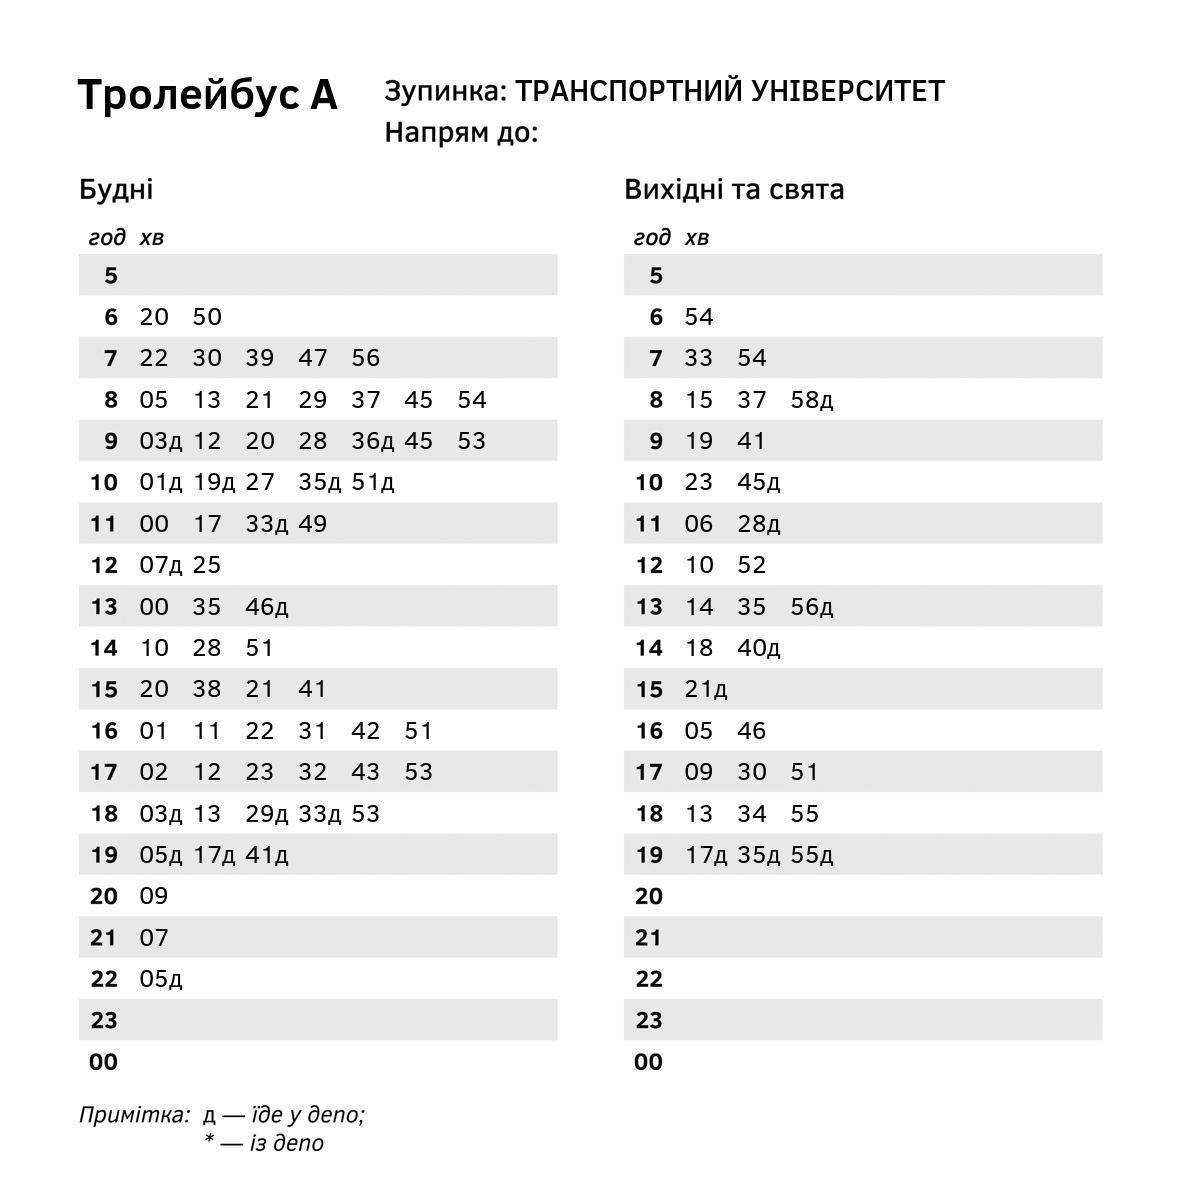 Тролейбус А
Зупинка: ТРАНСПОРТНИЙ УНІВЕРСИТЕТ
Напрям до:
Будні
год хв
5
6 20 50
7 22 30 39 47 56
8 05 13 21 29 37 45 54
9 03д 12 20 28 36д 45 53
10 01д 19д 27 35д 51д
11 00 17 33д 49
12 07д 25
13 00 35 46д
14 10 28 51
15 20 38 21 41
16 01 11 22 31 42 51
17 02 12 23 32 43 53
18 03д 13 29д 33д 53
19 05д 17д 41д
20 09
21 07
22 05д
23
00
Вихідні та свята
год хв
5
6 54
7 33 54
8 15 37 58д
9 19 41
10 23 45д
11 06 28д
12 10 52
13 14 35 56д
14 18 40д
15 21д
16 05 46
17 09 30 51
18 13 34 55
19 17д 35д 55д
20
21
22
23
00
Примітка: д — їде у депо;
* — із депо